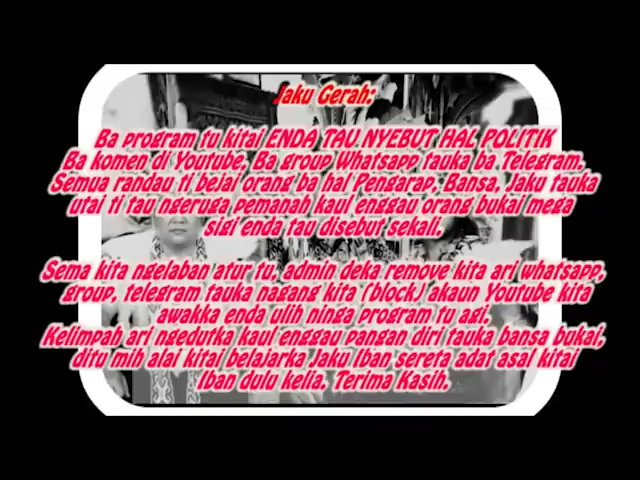 Jaku Gerah:
Ba program tu kitai ENDA TAU NYEBUT HAL POLITIK
Ba komen di Youtube, Ba group Whatsapp tauka ba Telegram.
Semua randau ti bejai orang ba hal Pengarap, Bansa, Jaku tauka
utai ti tau ngeruga pemanah kaul enggau orang bukai mega
sigi enda tau disebut sekali.
Sema kita ngelaban atur tu, admin deka remove kita ari whatsapp,
group, telegram tauka nagang kita (block) akaun Youtube kita
awakka enda ulih ninga program tu agi.
Kelimpah ari ngedutka kaul enggau pangan diri tauka bansa bukai,
ditu mih alai kitai belajarka Jaku Iban sereta adat asal kitai
Iban dulu kelia. Terima Kasih.